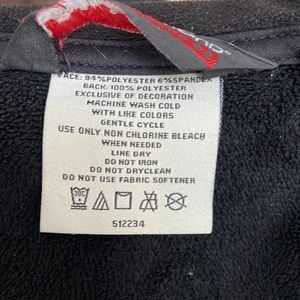 FACE: 94% POLYESTER 6% SPANDEX
BACK: 100% POLYESTER
EXCLUSIVE OF DECORATION
MACHINE WASH COLD
WITH LIKE COLORS
GENTLE CYCLE
USE ONLY NON CHLORINE BLEACH
WHEN NEEDED
LINE DRY
DO NOT IRON
DO NOT DRYCLEAN
DO NOT USE FABRIC SOFTENER
30C
512234